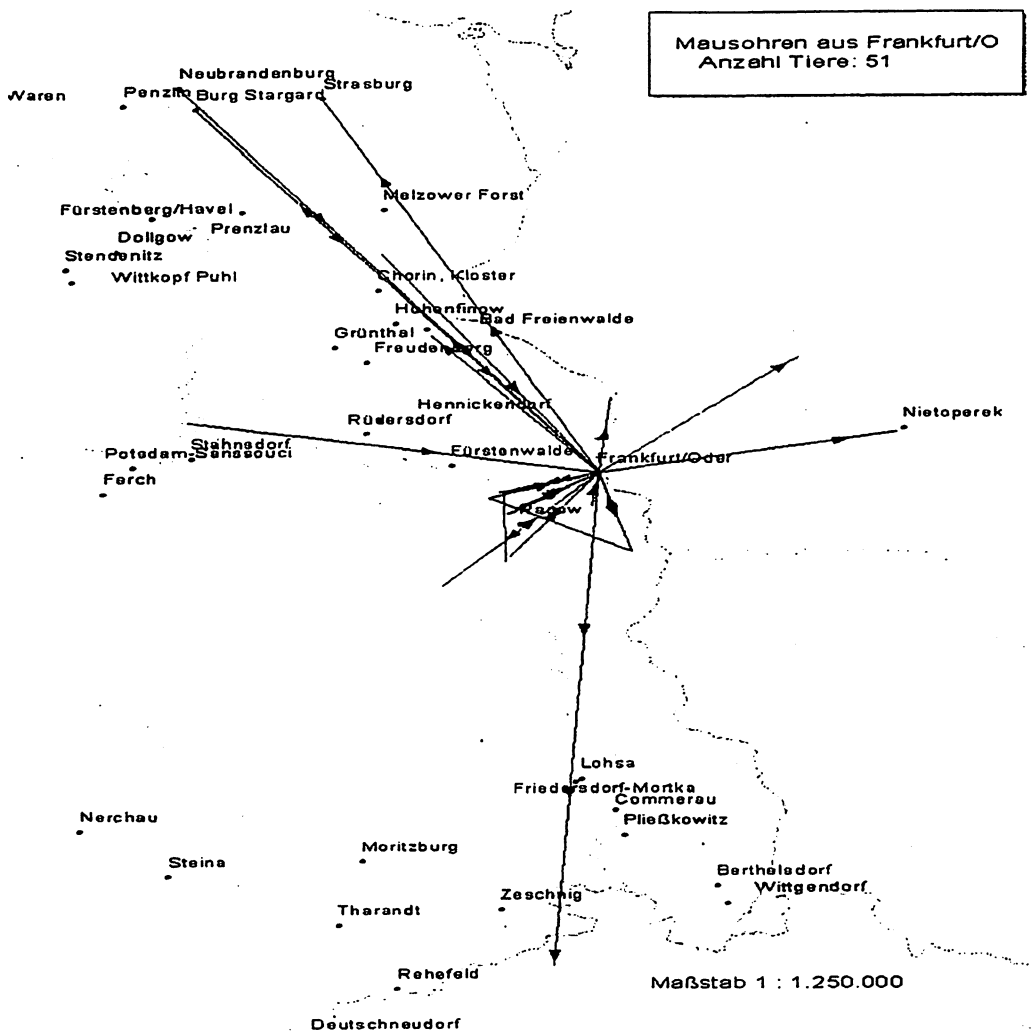 Mausohren aus Frankfurt/O
Anzahl Tiere: 51
Neubrandenburg
Strasburg
Waren
Penzlin
Burg Stargard
Melzower Forst
Fürstenberg/Havel
Prenzlau
Dollgow
Stendenitz
Wittkopf Puhl
Chorin, Kloster
Hohenfinow
Bad Freienwalde
Grünthal
Freudenberg
Hennickendorf
Rüdersdorf
Nietoperek
Stahnsdorf
Potsdam-Sanssouci
Fürstenwalde
Frankfurt/Oder
Ferch
Ragow
Lohsa
Friedersdorf-Mortka
Commerau
Pließkowitz
Nerchau
Moritzburg
Steina
Berthelsdorf
Wittgendorf
Zeschnig
Tharandt
Rehefeld
Maßstab 1 : 1.250.000
Deutschneudorf